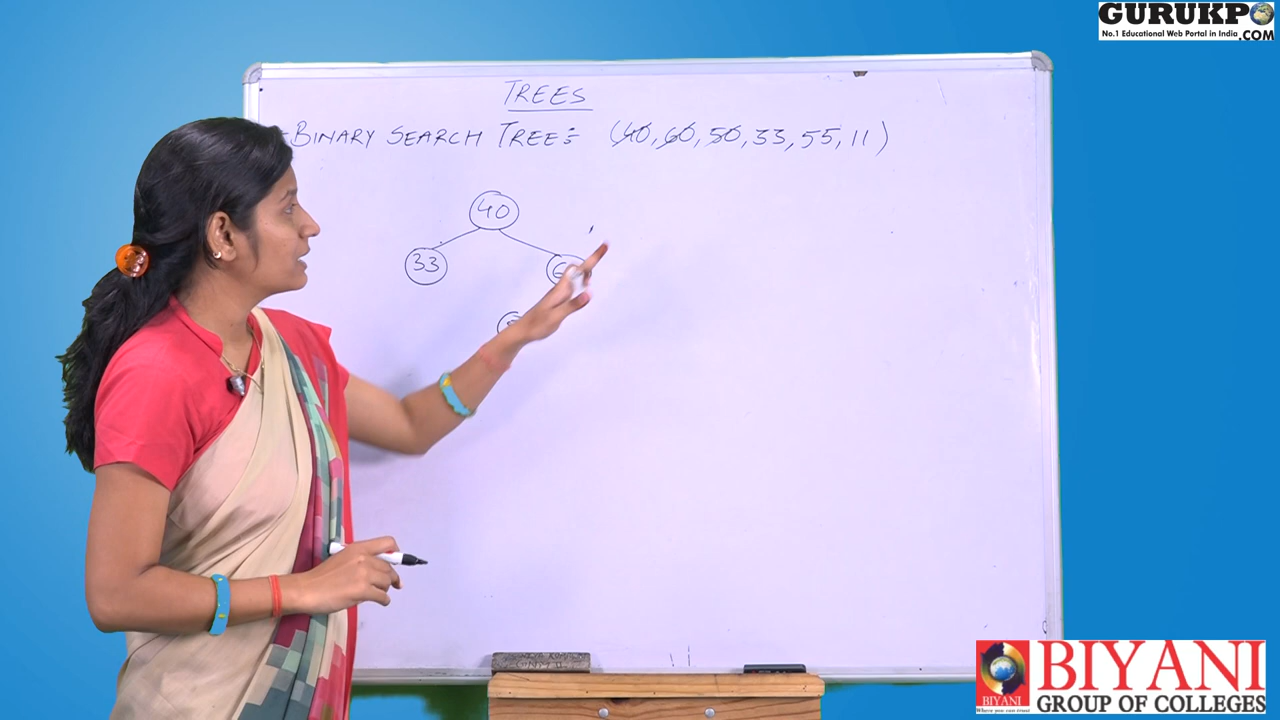 GURUKPO
No.1 Educational Web Portal in India .COM
TREES
- BINARY SEARCH TREE:- (40, 60, 50, 33, 55, 11)
40
33
BIYANI
GROUP OF COLLEGES
BIYANI